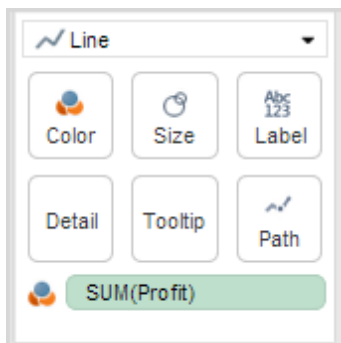 Line
Color
Size
Abc
123
Label
Detail
Tooltip
Path
SUM(Profit)